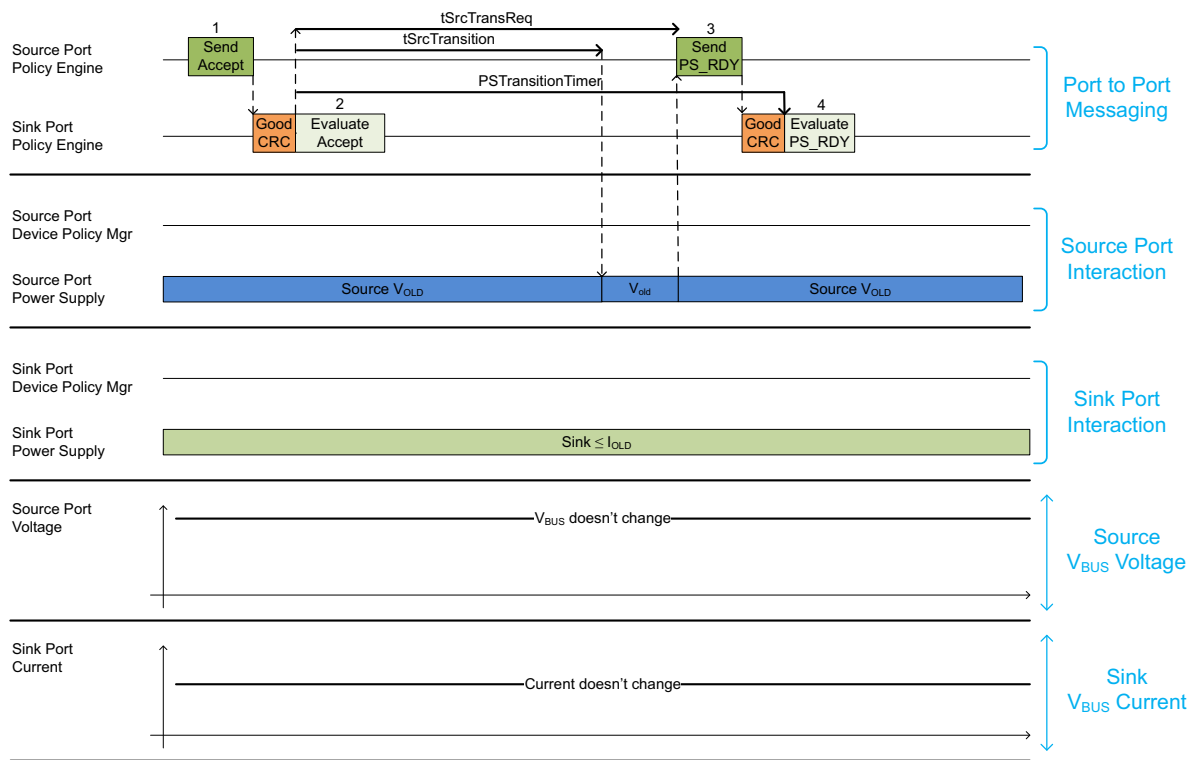 tSrcTransReq
1
3
Source Port
Policy Engine
Send
Accept
tSrcTransition
Send
PS_RDY
Port to Port
Messaging
PSTransitionTimer
2
4
Sink Port
Policy Engine
Good
CRC
Evaluate
Accept
Good
CRC
Evaluate
PS_RDY
Source Port
Device Policy Mgr
Source Port
Interaction
Source Port
Power Supply
Source VOLD
Vold
Source VOLD
Sink Port
Device Policy Mgr
Sink Port
Interaction
Sink Port
Power Supply
Sink ≤ IOLD
Source Port
Voltage
VBUS doesn't change
Source
VBUS Voltage
Sink Port
Current
Current doesn't change
Sink
VBUS Current